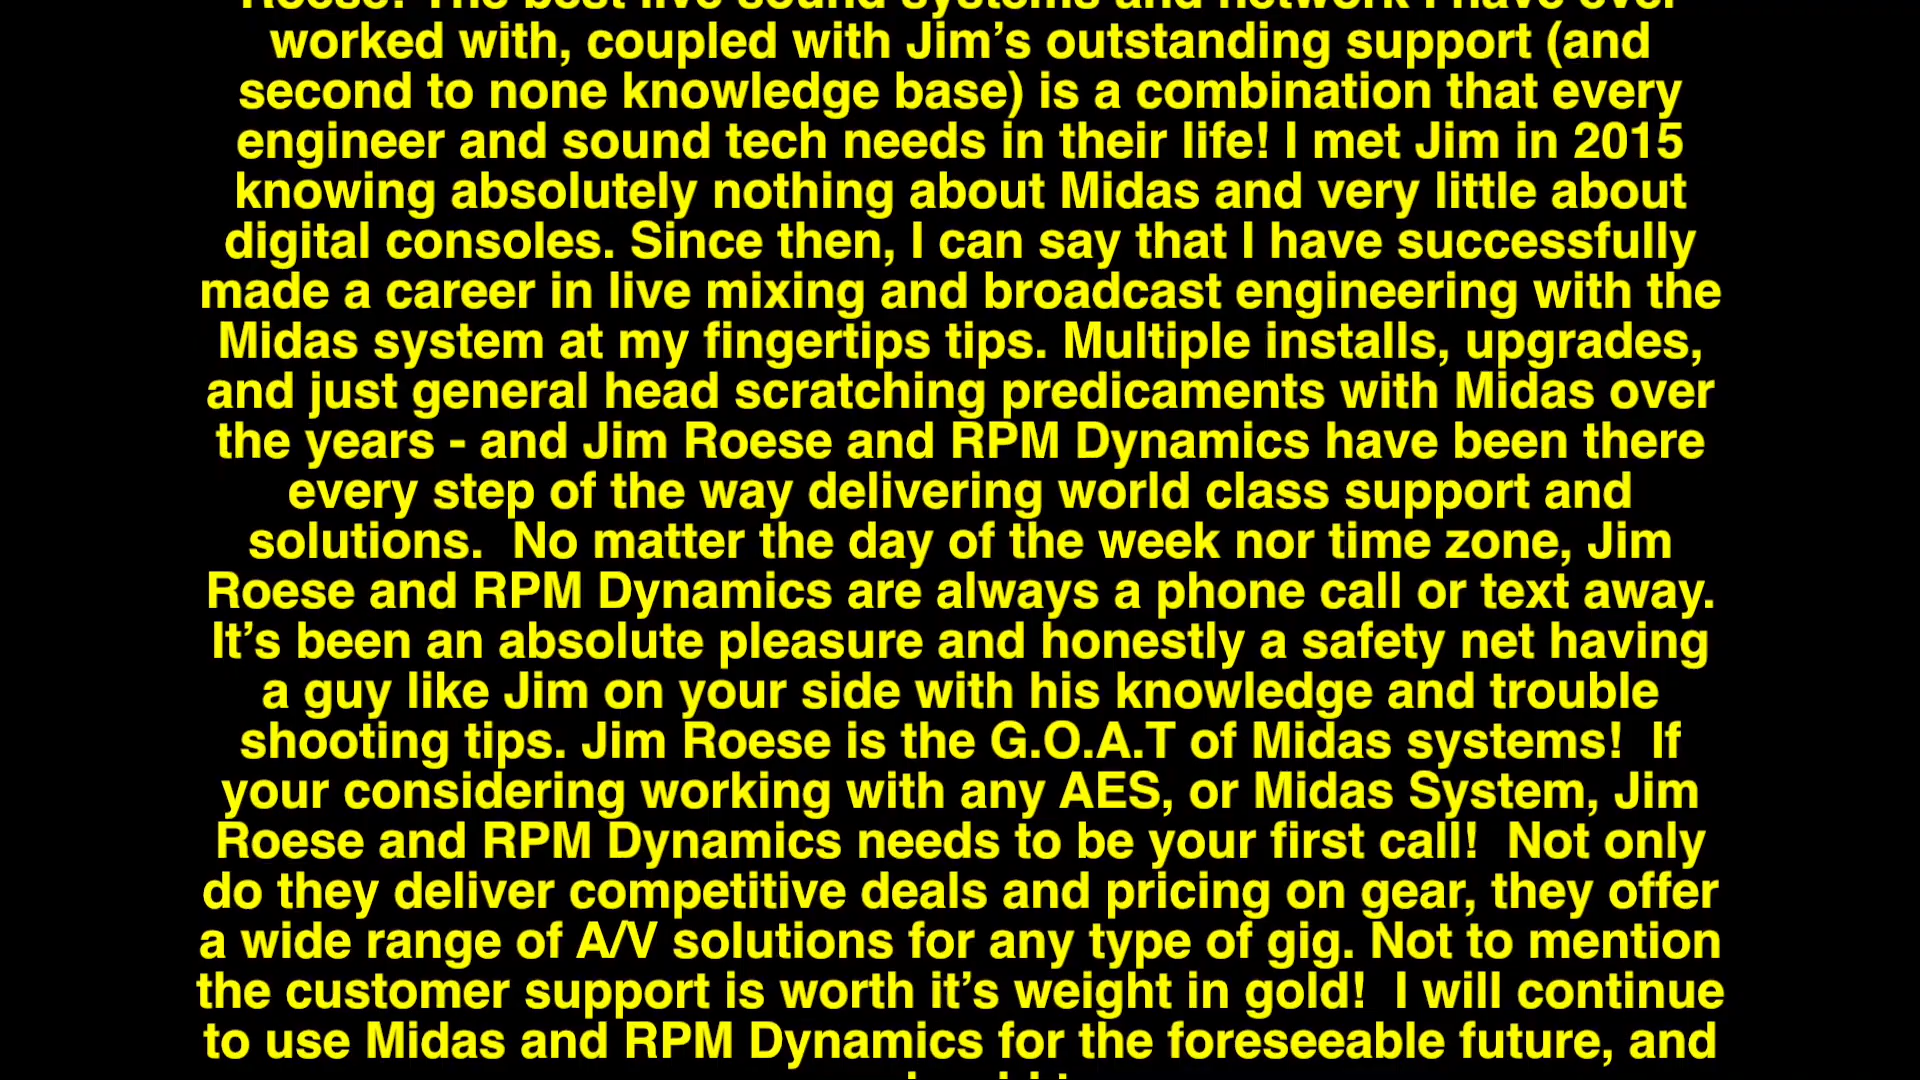 Roese! The best live sound systems and network I have ever
worked with, coupled with Jim’s outstanding support (and
second to none knowledge base) is a combination that every
engineer and sound tech needs in their life! I met Jim in 2015
knowing absolutely nothing about Midas and very little about
digital consoles. Since then, I can say that I have successfully
made a career in live mixing and broadcast engineering with the
Midas system at my fingertips tips. Multiple installs, upgrades,
and just general head scratching predicaments with Midas over
the years - and Jim Roese and RPM Dynamics have been there
every step of the way delivering world class support and
solutions.  No matter the day of the week nor time zone, Jim
Roese and RPM Dynamics are always a phone call or text away.
It’s been an absolute pleasure and honestly a safety net having
a guy like Jim on your side with his knowledge and trouble
shooting tips. Jim Roese is the G.O.A.T of Midas systems!  If
your considering working with any AES, or Midas System, Jim
Roese and RPM Dynamics needs to be your first call!  Not only
do they deliver competitive deals and pricing on gear, they offer
a wide range of A/V solutions for any type of gig. Not to mention
the customer support is worth it’s weight in gold!  I will continue
to use Midas and RPM Dynamics for the foreseeable future, and